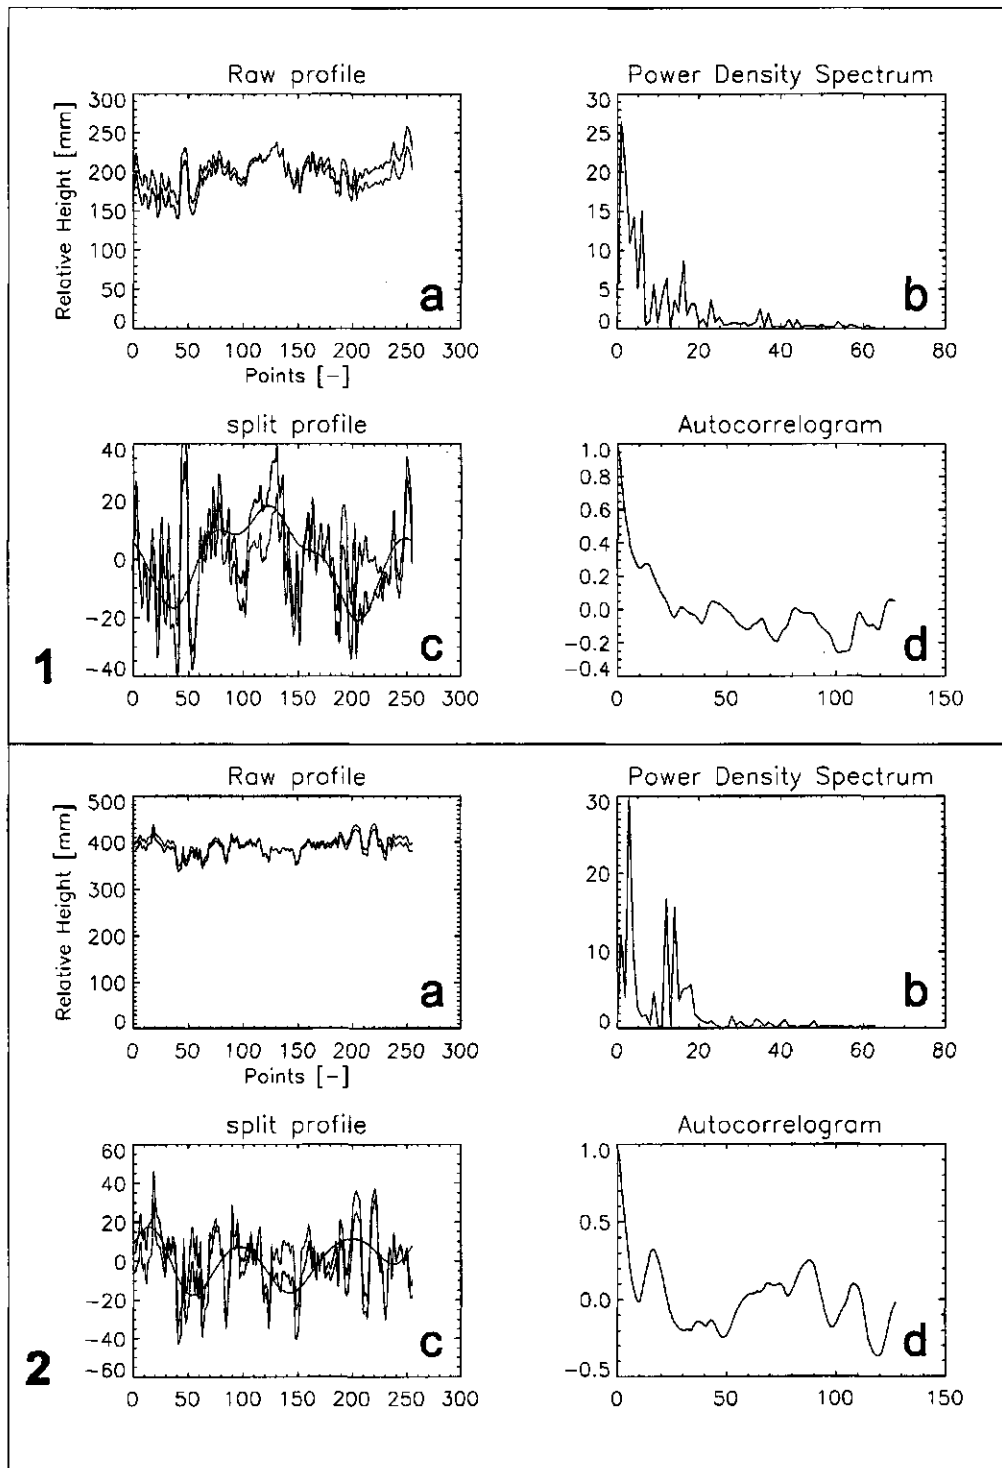 Raw profile
Relative Height [mm]
300
250
200
150
100
50
0
a
0 50 100 150 200 250 300
Points [-]
Power Density Spectrum
30
25
20
15
10
5
0
b
0 20 40 60 80
split profile
40
20
0
-20
-40
c
0 50 100 150 200 250 300
Autocorrelogram
1.0
0.8
0.6
0.4
0.2
0.0
-0.2
-0.4
d
0 50 100 150
1
Raw profile
Relative Height [mm]
500
400
300
200
100
0
a
0 50 100 150 200 250 300
Points [-]
Power Density Spectrum
30
20
10
0
b
0 20 40 60 80
split profile
60
40
20
0
-20
-40
-60
c
0 50 100 150 200 250 300
Autocorrelogram
1.0
0.5
0.0
-0.5
d
0 50 100 150
2